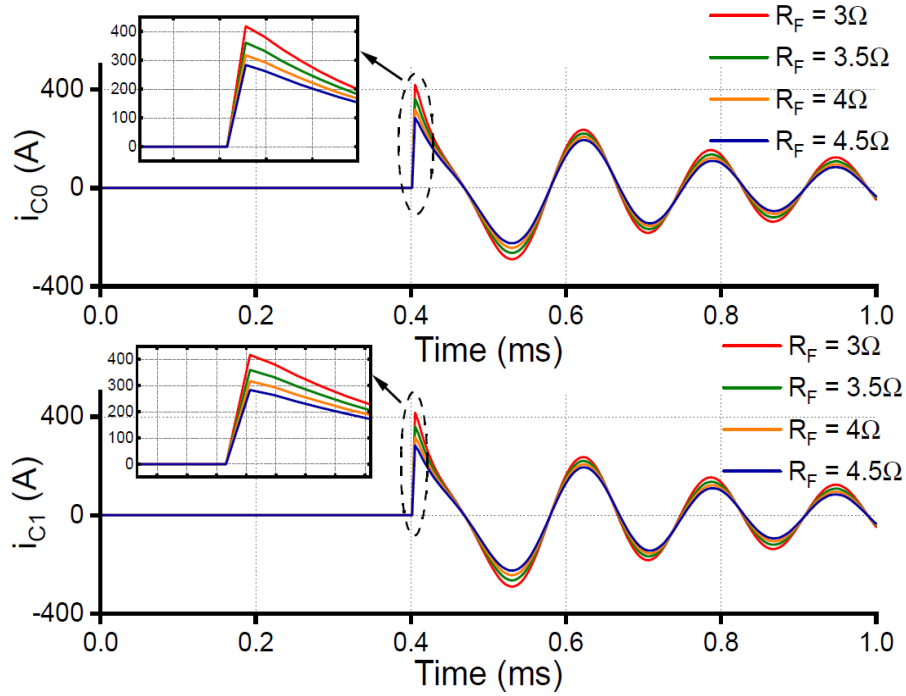 400
300
200
100
0
R_F = 3Ω
R_F = 3.5Ω
R_F = 4Ω
R_F = 4.5Ω
400
0
-400
i_C0 (A)
0.0 0.2 0.4 0.6 0.8 1.0
Time (ms)
400
300
200
100
0
R_F = 3Ω
R_F = 3.5Ω
R_F = 4Ω
R_F = 4.5Ω
400
0
-400
i_C1 (A)
0.0 0.2 0.4 0.6 0.8 1.0
Time (ms)